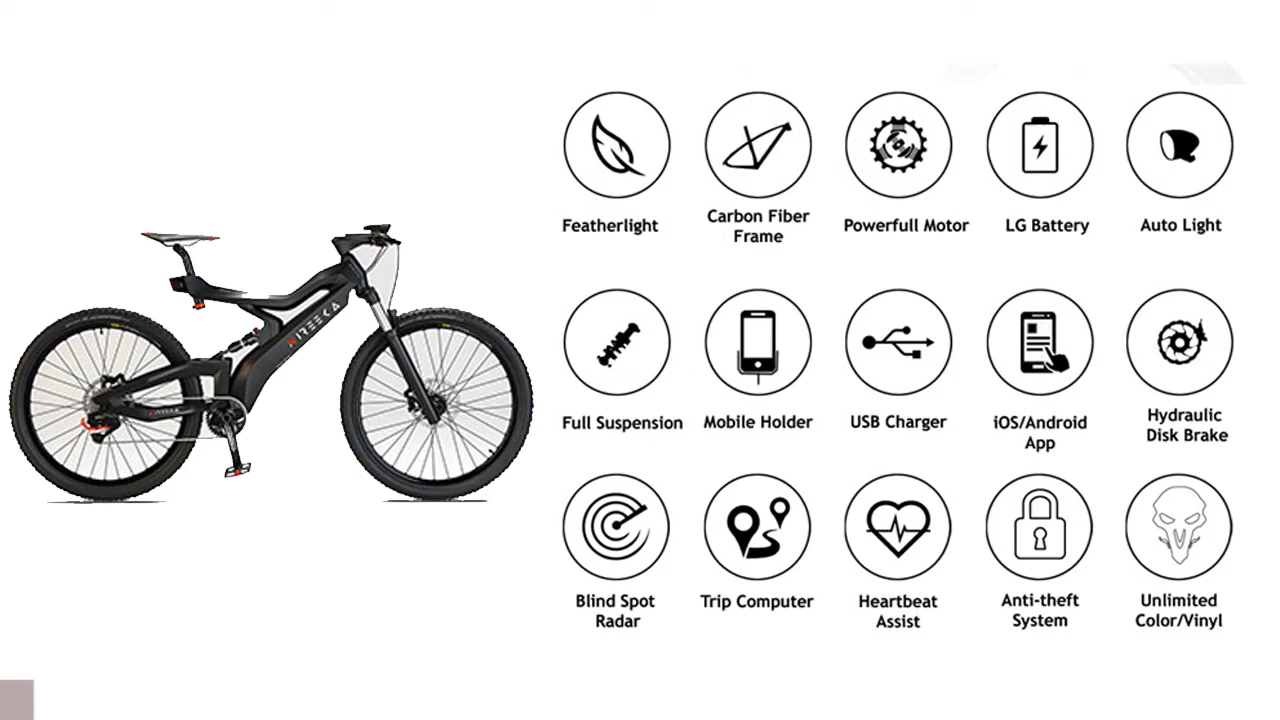 NIREEKA
Featherlight
Carbon Fiber
Frame
Powerfull Motor
LG Battery
Auto Light
Full Suspension
Mobile Holder
USB Charger
iOS/Android
App
Hydraulic
Disk Brake
Blind Spot
Radar
Trip Computer
Heartbeat
Assist
Anti-theft
System
Unlimited
Color/Vinyl